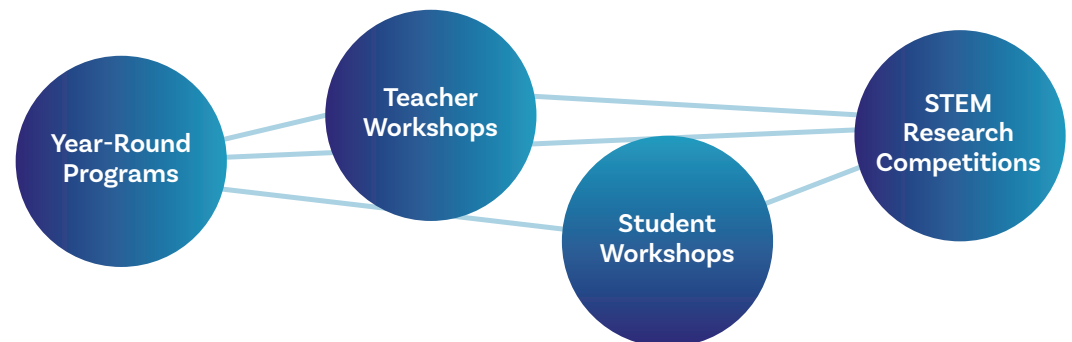 Year-Round
Programs
Teacher
Workshops
Student
Workshops
STEM
Research
Competitions